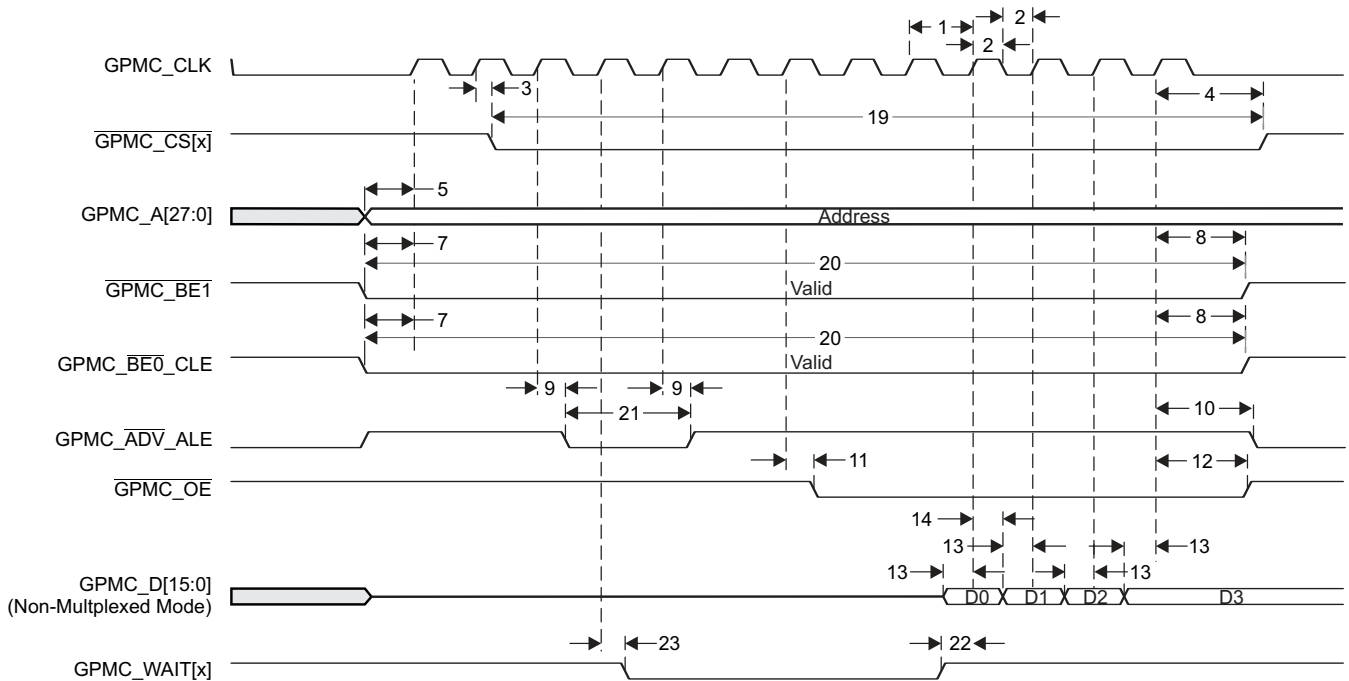 1
2
2
GPMC_CLK
3
4
19
GPMC_CS[x]
5
GPMC_A[27:0]
Address
7
8
20
GPMC_BE1
Valid
7
8
20
GPMC_BE0_CLE
Valid
9
9
21
10
GPMC_ADV_ALE
11
12
GPMC_OE
14
13
13
13
13
GPMC_D[15:0]
(Non-Multplexed Mode)
D0
D1
D2
D3
23
22
GPMC_WAIT[x]